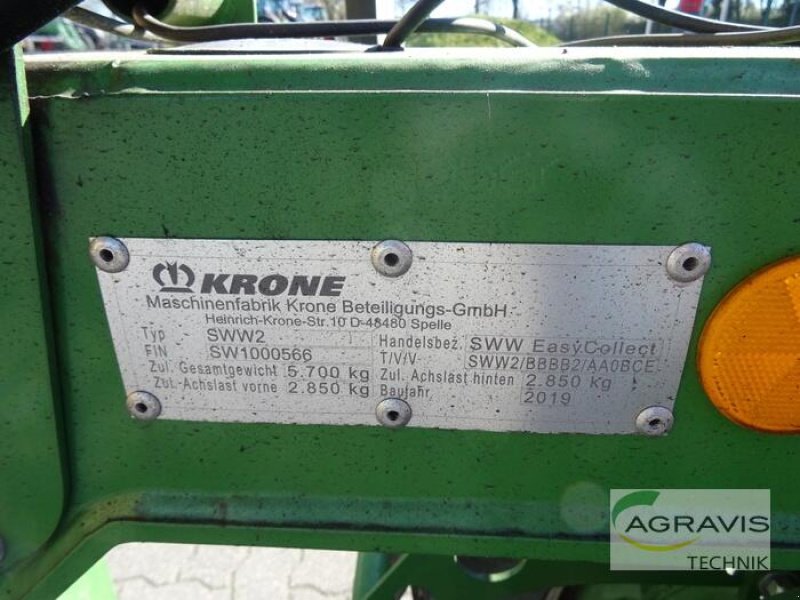 KRONE
Maschinenfabrik Krone Beteiligungs-GmbH
Heinrich-Krone-Str. 10 D-48480 Spelle
Typ SWW2 Handelsbez. SWW EasyCollect
FIN SW1000566 T/V/V SWW2/BBBB2/AA0BCE
Zul. Gesamtgewicht 5.700 kg Zul. Achslast hinten 2.850 kg
Zul. Achslast vorne 2.850 kg Baujahr 2019
AGRAVIS
TECHNIK